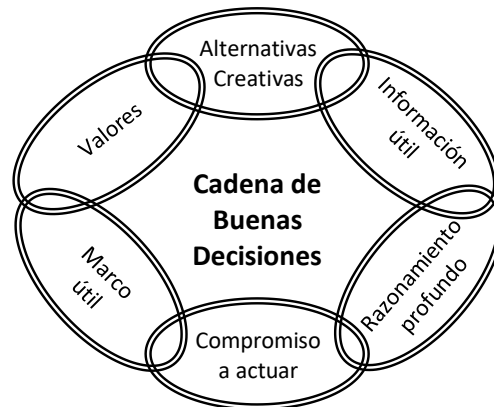 Alternativas
Creativas
Valores
Información
útil
Cadena de
Buenas
Decisiones
Marco
útil
Razonamiento
profundo
Compromiso
a actuar